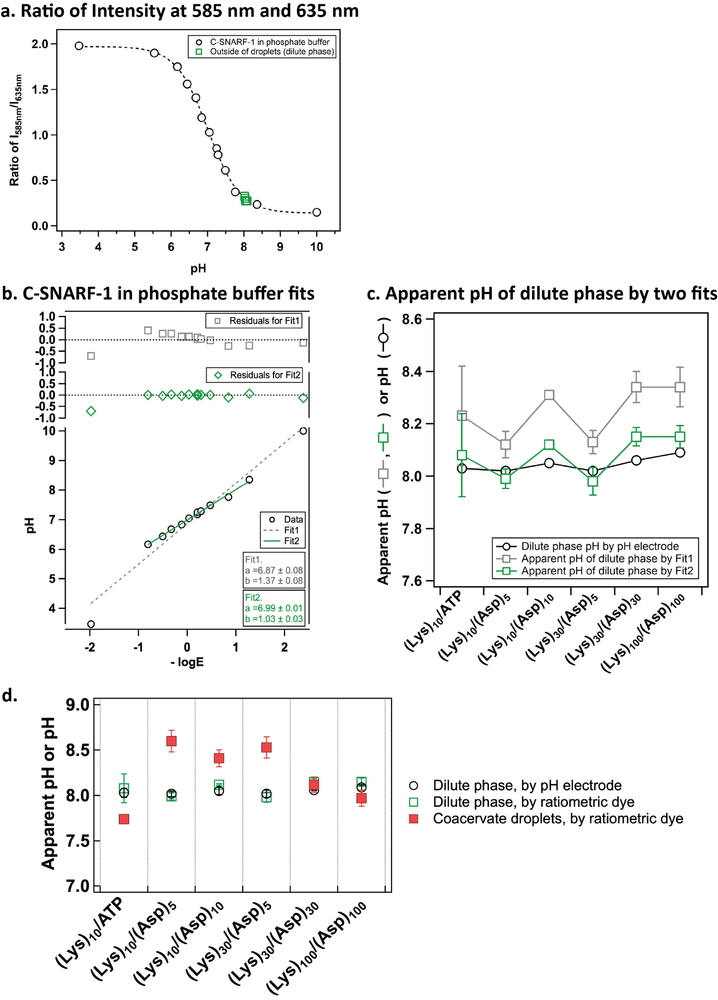 a. Ratio of Intensity at 585 nm and 635 nm
C-SNARF-1 in phosphate buffer
Outside of droplets (dilute phase)
Ratio of I585nm/I635nm
2.0
1.5
1.0
0.5
0.0
3 4 5 6 7 8 9 10
pH
b. C-SNARF-1 in phosphate buffer fits
Residuals for Fit1
1.0
0.5
0.0
-0.5
-1.0
Residuals for Fit2
1.0
0.5
0.0
-0.5
-1.0
pH
10
9
8
7
6
5
4
Data
Fit1
Fit2
Fit1.
a =6.87 ± 0.08
b =1.37 ± 0.08
Fit2.
a =6.99 ± 0.01
b =1.03 ± 0.03
-2 -1 0 1 2
- logE
c. Apparent pH of dilute phase by two fits
Apparent pH ( , ) or pH ( )
8.6
8.4
8.2
8.0
7.8
7.6
Dilute phase pH by pH electrode
Apparent pH of dilute phase by Fit1
Apparent pH of dilute phase by Fit2
(Lys)10/ATP
(Lys)10/(Asp)5
(Lys)10/(Asp)10
(Lys)30/(Asp)5
(Lys)30/(Asp)30
(Lys)100/(Asp)100
d.
Apparent pH or pH
9.0
8.5
8.0
7.5
7.0
(Lys)10/ATP
(Lys)10/(Asp)5
(Lys)10/(Asp)10
(Lys)30/(Asp)5
(Lys)30/(Asp)30
(Lys)100/(Asp)100
Dilute phase, by pH electrode
Dilute phase, by ratiometric dye
Coacervate droplets, by ratiometric dye